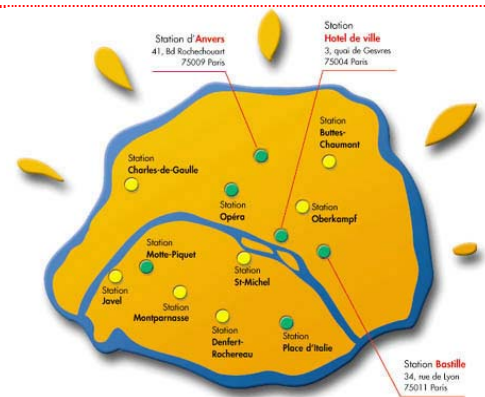 Station d'Anvers
41, Bd Rochechouart
75009 Paris
Station
Hotel de ville
3, quai de Gesvres
75004 Paris
Station
Buttes-
Chaumont
Station
Charles-de-Gaulle
Station
Opéra
Station
Oberkampf
Station
Motte-Piquet
Station
St-Michel
Station
Javel
Station
Montparnasse
Station
Denfert-
Rochereau
Station
Place d'Italie
Station Bastille
34, rue de Lyon
75011 Paris